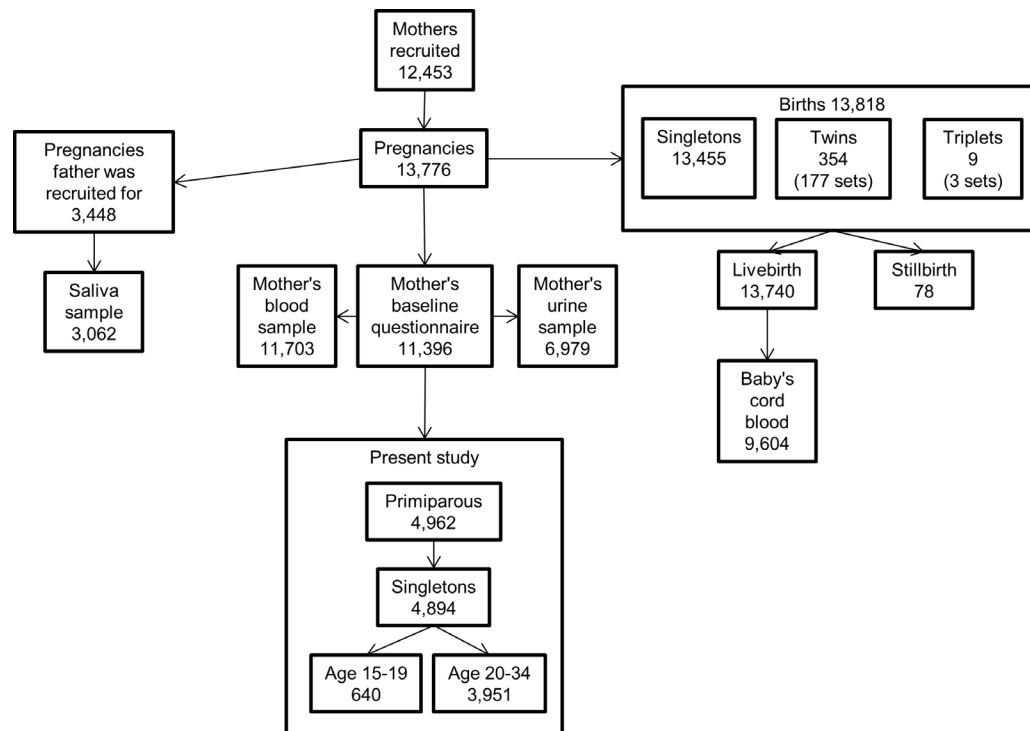 Mothers
recruited
12,453
Pregnancies
13,776
Pregnancies
father was
recruited for
3,448
Saliva
sample
3,062
Births 13,818
Singletons
13,455
Twins
354
(177 sets)
Triplets
9
(3 sets)
Livebirth
13,740
Stillbirth
78
Baby's
cord
blood
9,604
Mother's
blood
sample
11,703
Mother's
baseline
questionnaire
11,396
Mother's
urine
sample
6,979
Present study
Primiparous
4,962
Singletons
4,894
Age 15-19
640
Age 20-34
3,951